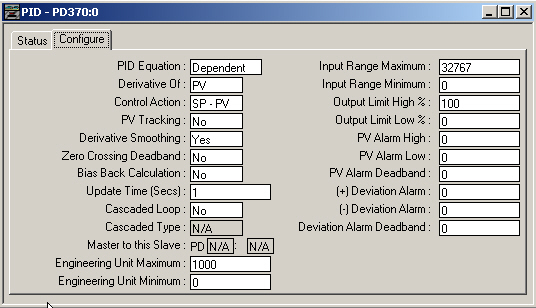 PID - PD370:0
Status Configure
PID Equation : Dependent
Derivative Of : PV
Control Action : SP - PV
PV Tracking : No
Derivative Smoothing : Yes
Zero Crossing Deadband : No
Bias Back Calculation : No
Update Time (Secs) : 1
Cascaded Loop : No
Cascaded Type : N/A
Master to this Slave : PD N/A : N/A
Engineering Unit Maximum : 1000
Engineering Unit Minimum : 0
Input Range Maximum : 32767
Input Range Minimum : 0
Output Limit High % : 100
Output Limit Low % : 0
PV Alarm High : 0
PV Alarm Low : 0
PV Alarm Deadband : 0
(+) Deviation Alarm : 0
(-) Deviation Alarm : 0
Deviation Alarm Deadband : 0